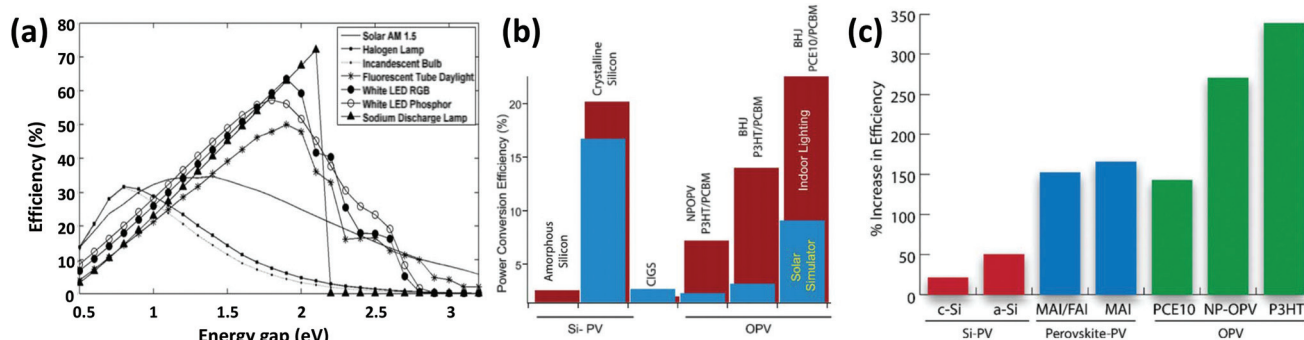 (a)
80
70
60
50
40
30
20
10
0
Efficiency (%)
0.5
1
1.5
2
2.5
3
Energy gap (eV)
Solar AM 1.5
Halogen Lamp
Incandescent Bulb
Fluorescent Tube Daylight
White LED RGB
White LED Phosphor
Sodium Discharge Lamp
(b)
Power Conversion Efficiency (%)
20
15
10
5
Amorphous
Silicon
Crystalline
Silicon
CIGS
NPOPV
P3HT/PCBM
BHJ
P3HT/PCBM
BHJ
PCE10/PCBM
Indoor Lighting
Solar
Simulator
Si- PV
OPV
(c)
% Increase in Efficiency
350
300
250
200
150
100
50
0
c-Si
a-Si
MAI/FAI
MAI
PCE10
NP-OPV
P3HT
Si-PV
Perovskite-PV
OPV